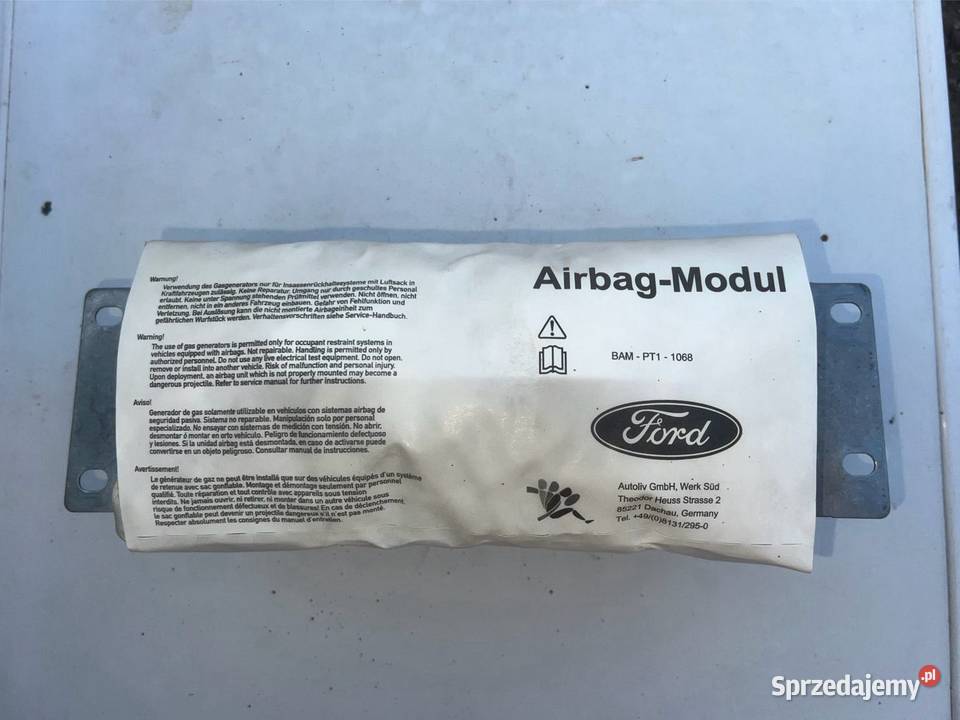 Warnung!
Verwendung des Gasgenerators nur für Insassenrückhaltesysteme mit Luftsack in
Kraftfahrzeugen zulässig. Keine Reparatur. Umgang nur durch geschultes Personal
erlaubt. Keine unter Spannung stehenden Prüfmittel verwenden. Nicht öffnen, nicht
entfernen, nicht in ein anderes Fahrzeug einbauen. Gefahr von Fehlfunktion und
Verletzung. Bei Auslösung kann die nicht montierte Airbageinheit zum
gefährlichen Wurfstück werden. Verhaltensvorschriften siehe Service-Handbuch.
Warning!
The use of gas generators is permitted only for occupant restraint systems in
vehicles equipped with airbags. Not repairable. Handling is permitted only by
authorized personnel. Do not use any live electrical test equipment. Do not open.
remove or install into another vehicle. Risk of malfunction and personal injury.
Upon deployment, an airbag unit which is not properly mounted may become a
dangerous projectile. Refer to service manual for further instructions.
Aviso!
Generador de gas solamente utilizable en vehículos con sistemas airbag de
seguridad pasiva. Sistema no reparable. Manipulación solo por personal
especializado. No ensayar con sistemas de medición con tensión. No abrir,
desmontar ó montar en orto vehículo. Peligro de funcionamiento defectuoso
y lesiones. Si la unidad airbag está desmontada, en caso de activarse puede
convertirse en un objeto peligroso. Consultar manual de instrucciones.
Avertissement!
Le générateur de gaz ne peut être installé que sur des véhicules équipés d'un système
de retenue avec sac gonflable. Montage et démontage seulement par personnel
qualifié. Toute réparation et tout contrôle avec appareils sous tension
interdits. Ne jamais ouvrir, ni retirer, ni monter dans un autre véhicule sous
risque de fonctionnement défectueux et de blessures! En cas de déclenchement
le sac gonflable peut devenir un projectile dangereux s'il n'est pas monté.
Respecter absolument les consignes du manuel d'entretien.
Airbag-Modul
BAM - PT1 - 1068
Ford
Autoliv GmbH, Werk Süd
Theodor Heuss Strasse 2
85221 Dachau, Germany
Tel. +49/(0)8131/295-0
Sprzedajemy.pl